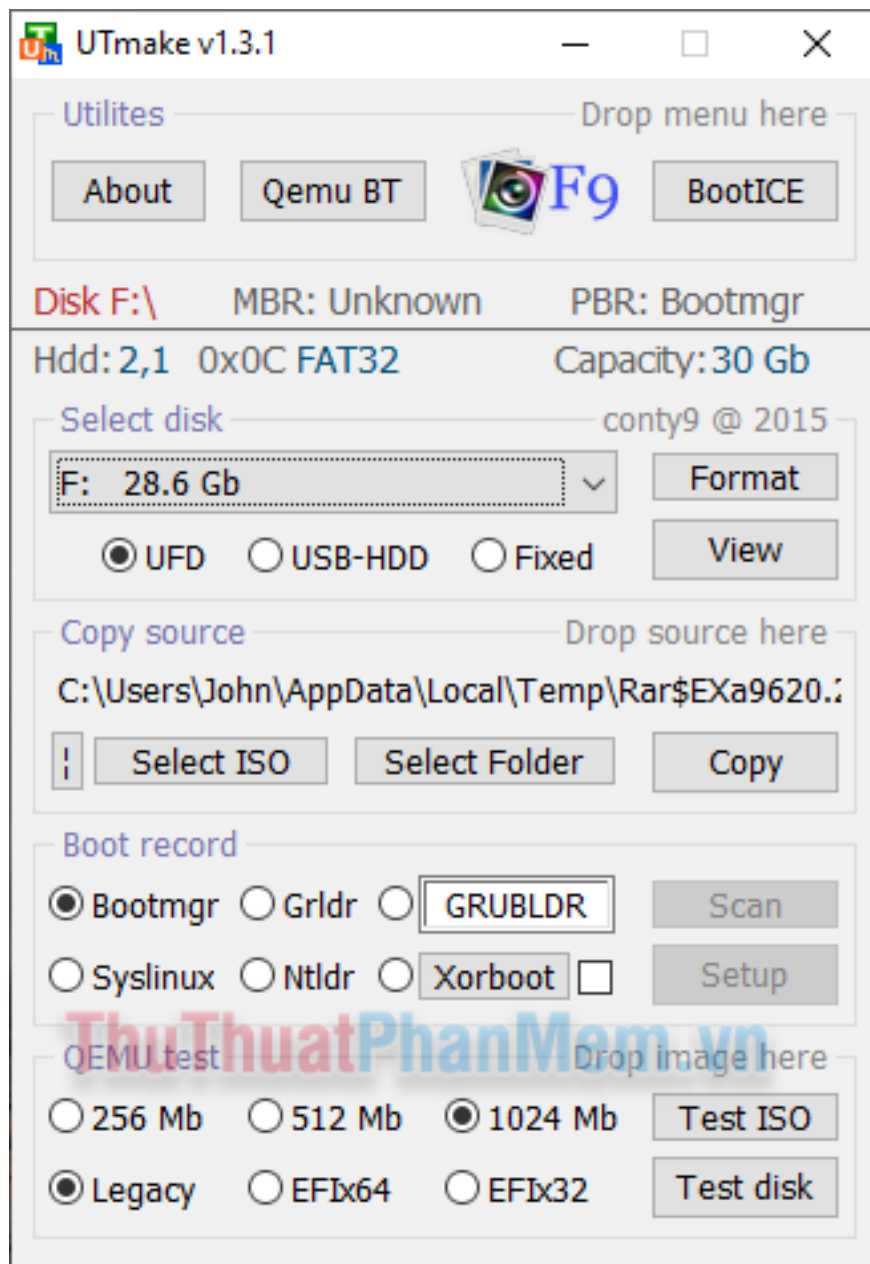 UTmake v1.3.1
Utilites Drop menu here
About Qemu BT F9 BootICE
Disk F:\ MBR: Unknown PBR: Bootmgr
Hdd: 2,1 0x0C FAT32 Capacity: 30 Gb
Select disk conty9 @ 2015
F: 28.6 Gb Format
UFD USB-HDD Fixed View
Copy source Drop source here
C:\Users\John\AppData\Local\Temp\Rar$EXa9620.2
Select ISO Select Folder Copy
Boot record
Bootmgr Grldr GRUBLDR Scan
Syslinux Ntldr Xorboot Setup
ThuThuatPhanMem.vn
QEMU test Drop image here
256 Mb 512 Mb 1024 Mb Test ISO
Legacy EFIx64 EFIx32 Test disk